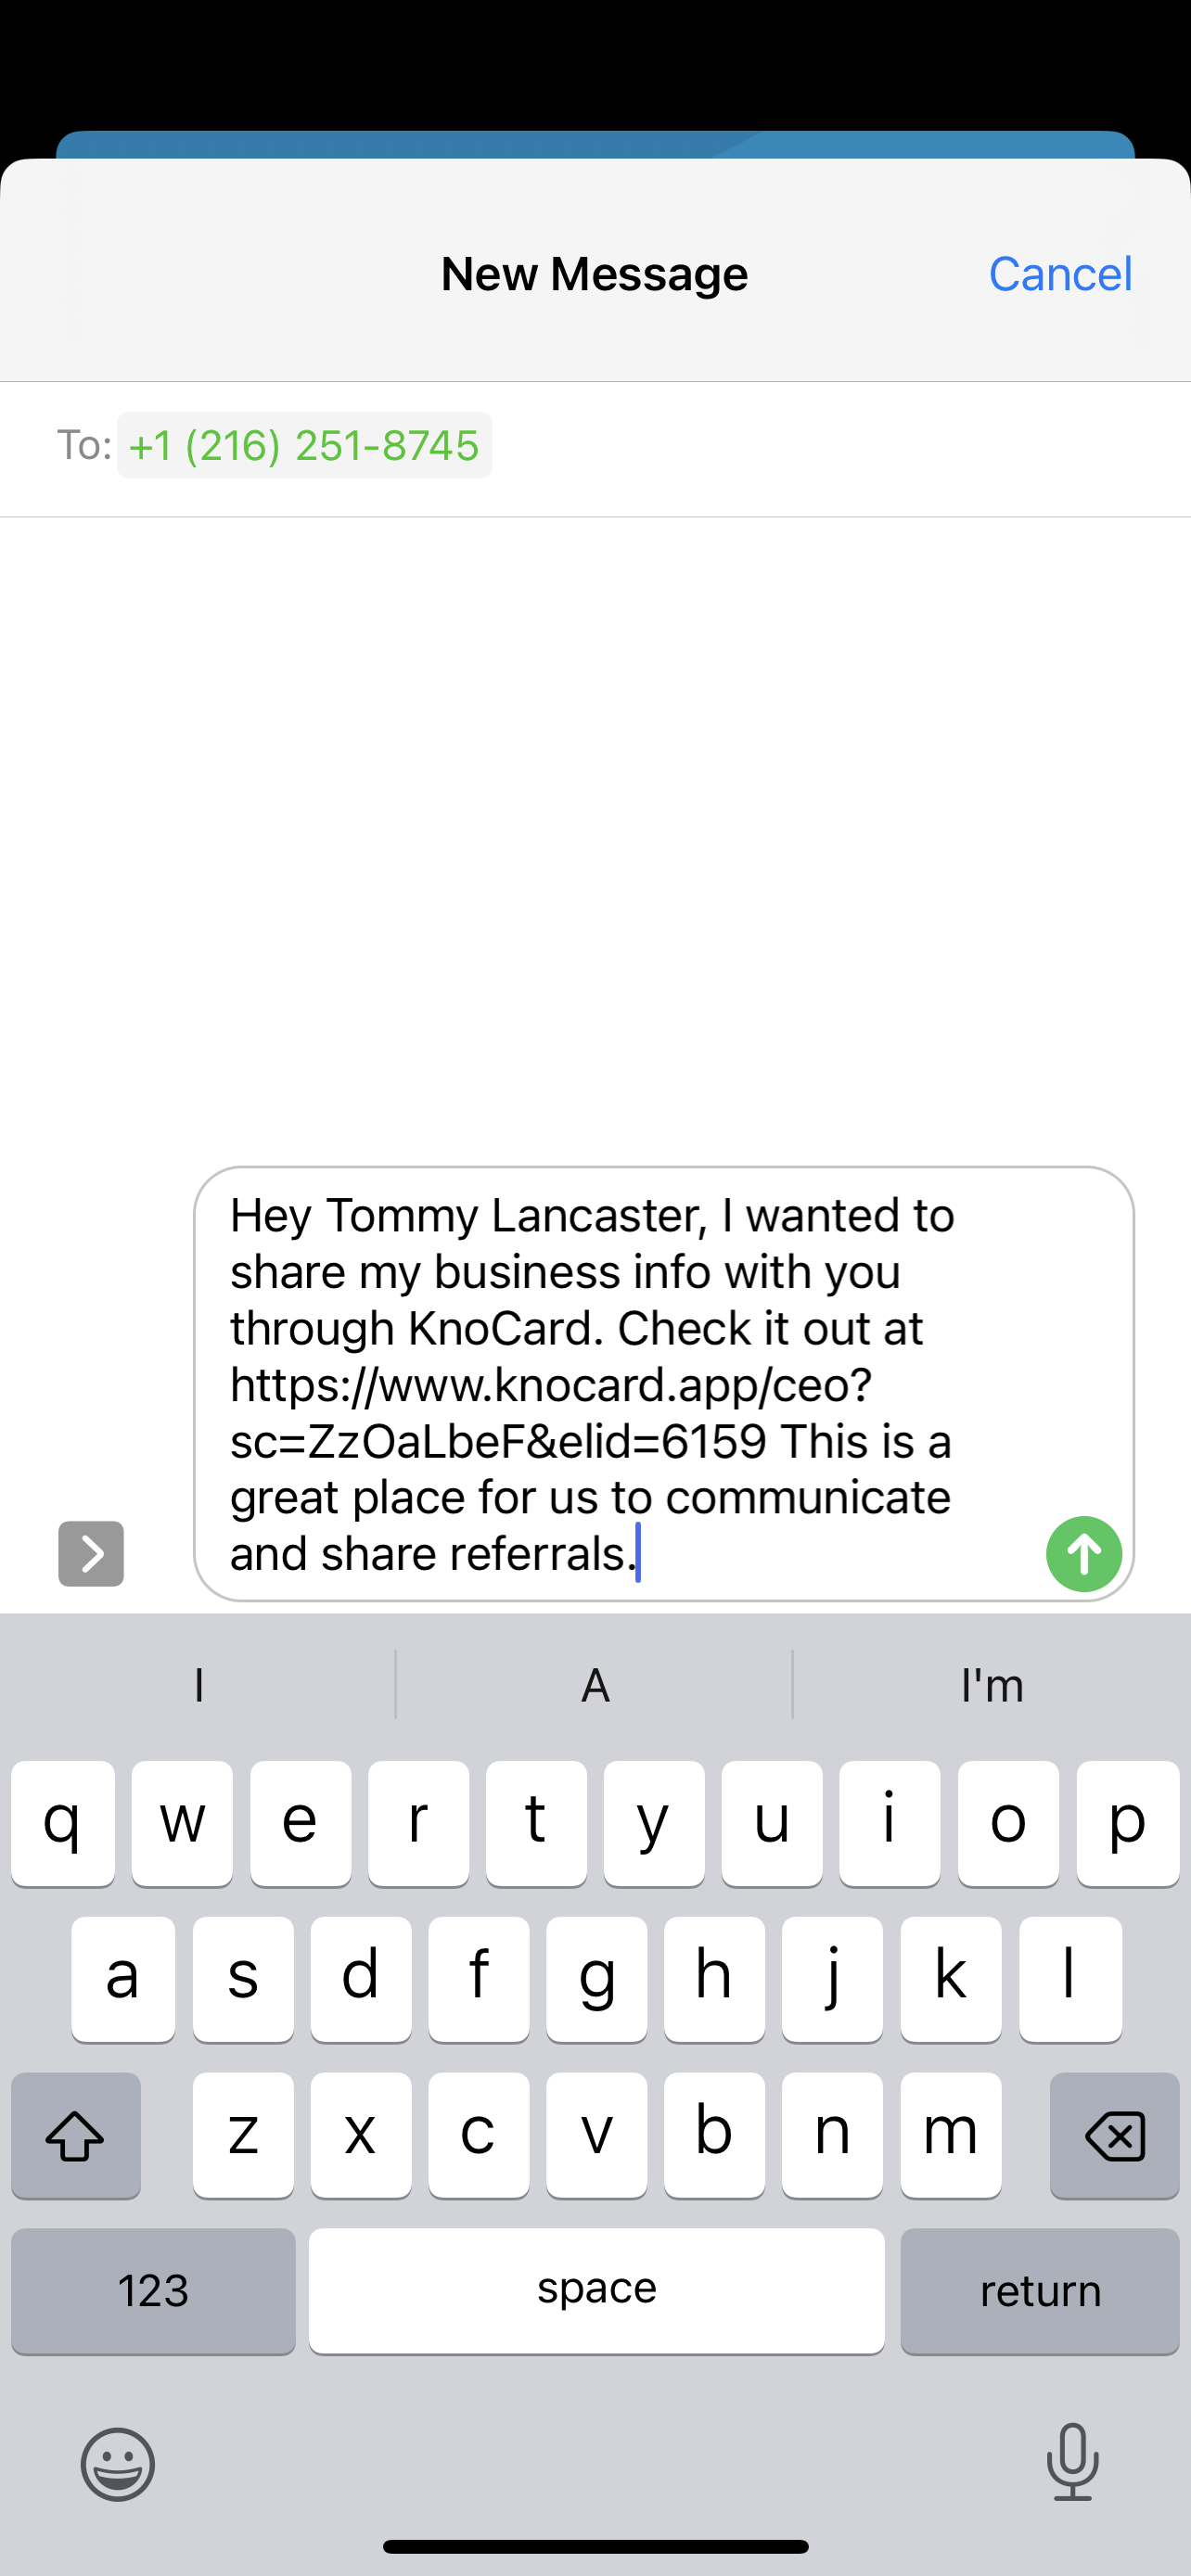 New Message
Cancel
To: +1 (216) 251-8745
Hey Tommy Lancaster, I wanted to
share my business info with you
through KnoCard. Check it out at
https://www.knocard.app/ceo?
sc=ZzOaLbeF&elid=6159 This is a
great place for us to communicate
and share referrals.
I A I'm
q w e r t y u i o p
a s d f g h j k l
z x c v b n m
123 space return